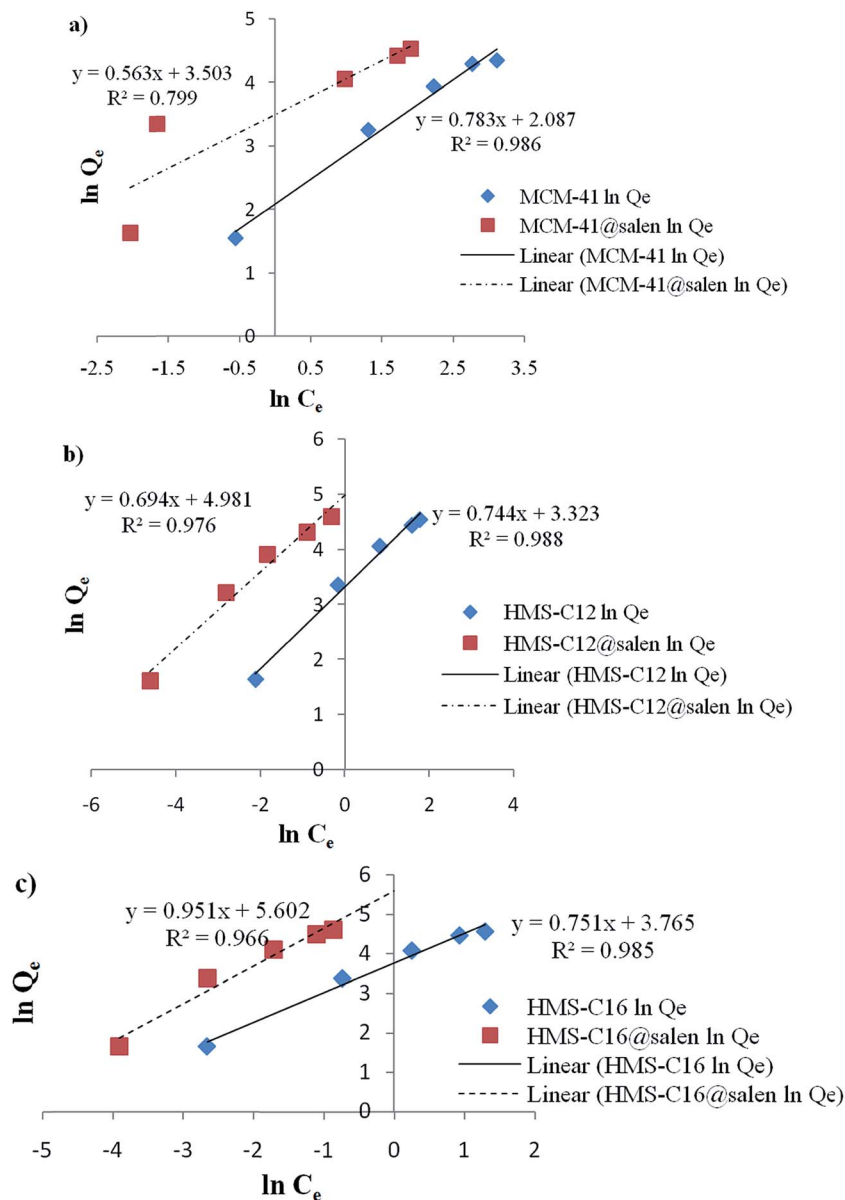 a)
5
4
3
2
1
0
ln Qe
y = 0.563x + 3.503
R² = 0.799
y = 0.783x + 2.087
R² = 0.986
MCM-41 ln Qe
MCM-41@salen ln Qe
Linear (MCM-41 ln Qe)
Linear (MCM-41@salen ln Qe)
-2.5 -1.5 -0.5 0.5 1.5 2.5 3.5
ln Ce
b)
6
5
4
3
2
1
0
ln Qe
y = 0.694x + 4.981
R² = 0.976
y = 0.744x + 3.323
R² = 0.988
HMS-C12 ln Qe
HMS-C12@salen ln Qe
Linear (HMS-C12 ln Qe)
Linear (HMS-C12@salen ln Qe)
-6 -4 -2 0 2 4
ln Ce
c)
6
5
4
3
2
1
0
ln Qe
y = 0.951x + 5.602
R² = 0.966
y = 0.751x + 3.765
R² = 0.985
HMS-C16 ln Qe
HMS-C16@salen ln Qe
Linear (HMS-C16 ln Qe)
Linear (HMS-C16@salen ln Qe)
-5 -4 -3 -2 -1 0 1 2
ln Ce